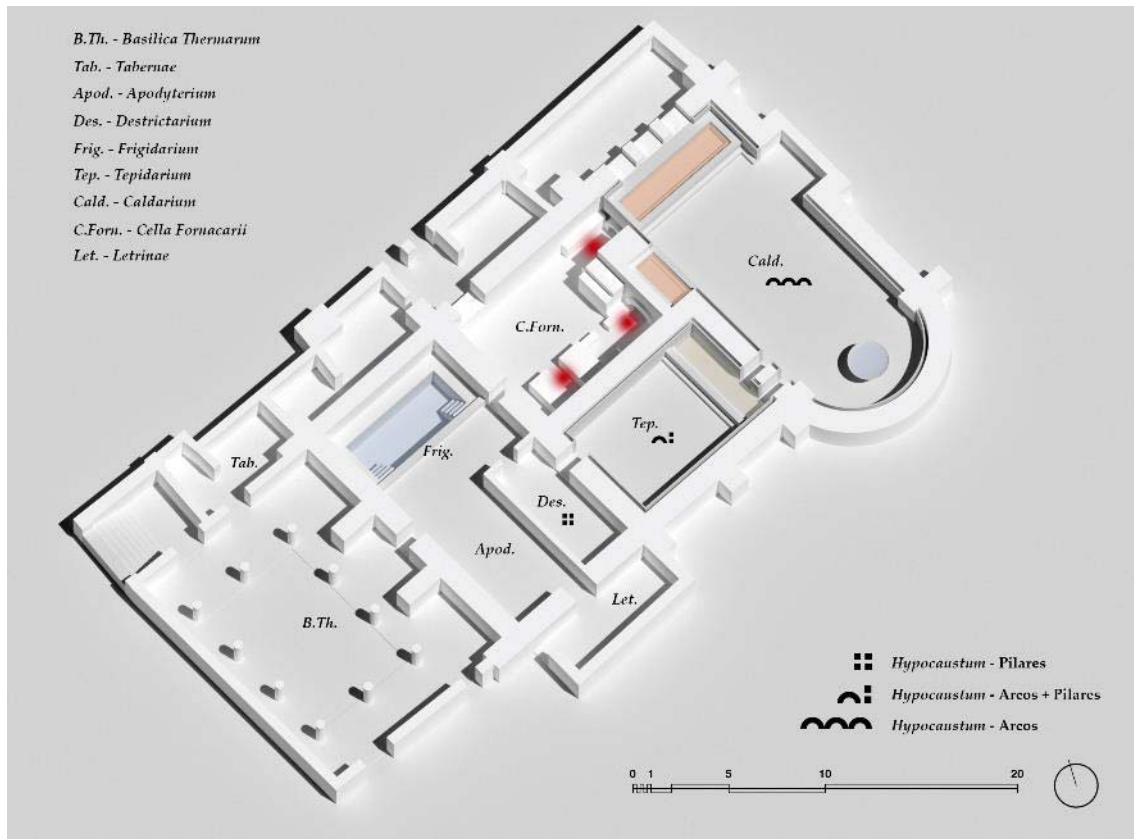 B.Th. - Basilica Thermarum
Tab. - Tabernae
Apod. - Apodyterium
Des. - Destrictarium
Frig. - Frigidarium
Tep. - Tepidarium
Cald. - Caldarium
C.Forn. - Cella Fornacarii
Let. - Letrinae
Cald.
C.Forn.
Tep.
Frig.
Tab.
Des.
Apod.
Let.
B.Th.
Hypocaustum - Pilares
Hypocaustum - Arcos + Pilares
Hypocaustum - Arcos
0 1 5 10 20